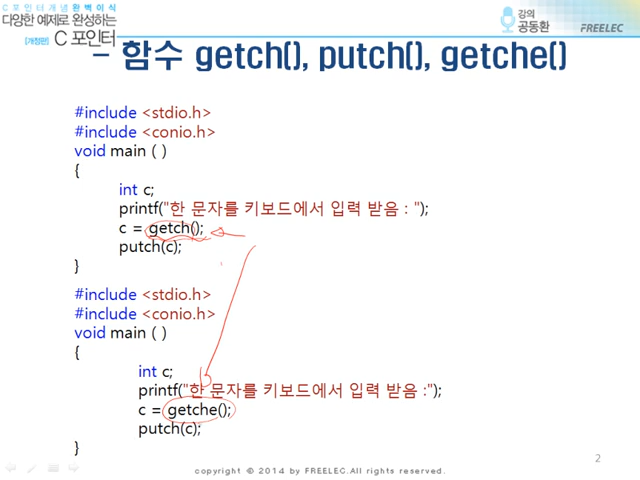 C 포인터 개념 완 벽 이 식
다양한 예제로 완성하는
[개정판] C 포인터
강의
공동환
FREELEC
- 함수 getch(), putch(), getche()
#include <stdio.h>
#include <conio.h>
void main ( )
{
int c;
printf("한 문자를 키보드에서 입력 받음 : ");
c = getch();
putch(c);
}
#include <stdio.h>
#include <conio.h>
void main ( )
{
int c;
printf("한 문자를 키보드에서 입력 받음 :");
c = getche();
putch(c);
}
2
copyright © 2014 by FREELEC.All rights reserved.